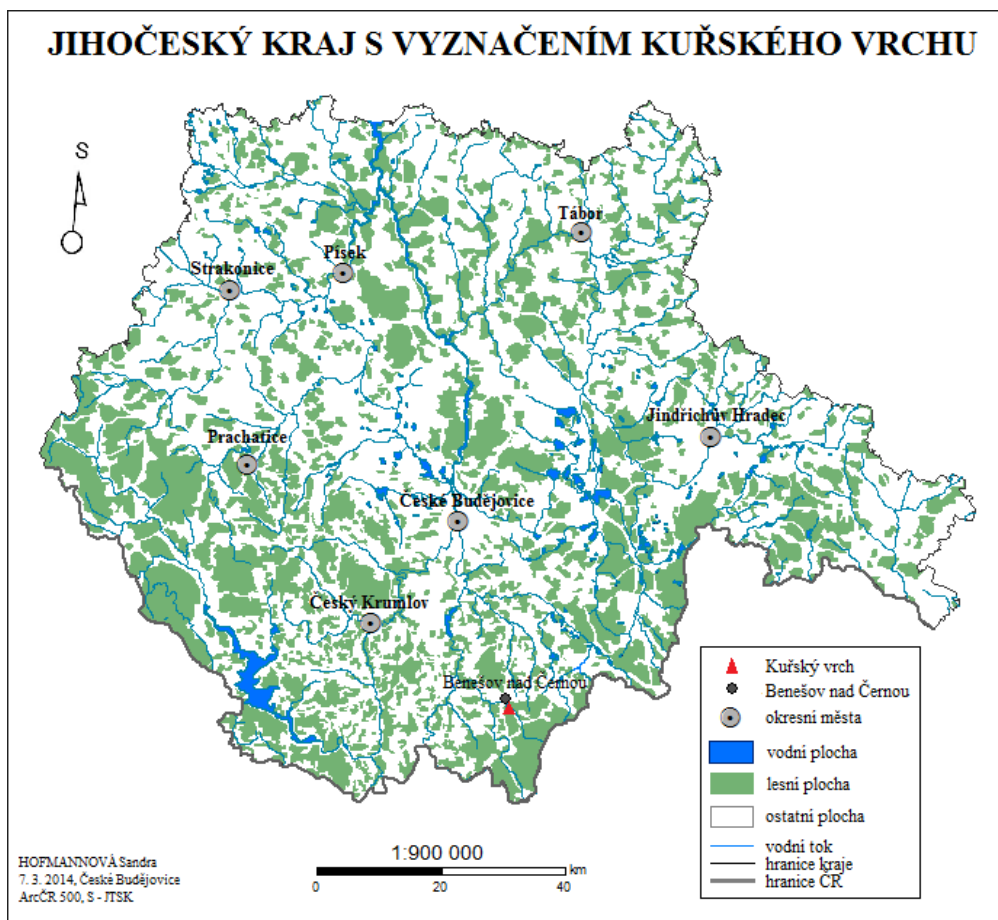 JIHOČESKÝ KRAJ S VYZNAČENÍM KUŘSKÉHO VRCHU
S
Tábor
Písek
Strakonice
Jindřichův Hradec
Prachatice
České Budějovice
Český Krumlov
Benešov nad Černou
Kuřský vrch
Benešov nad Černou
okresní města
vodní plocha
lesní plocha
ostatní plocha
vodní tok
hranice kraje
hranice ČR
1:900 000
km
0 20 40
HOFMANNOVÁ Sandra
7. 3. 2014, České Budějovice
ArcČR 500, S - JTSK